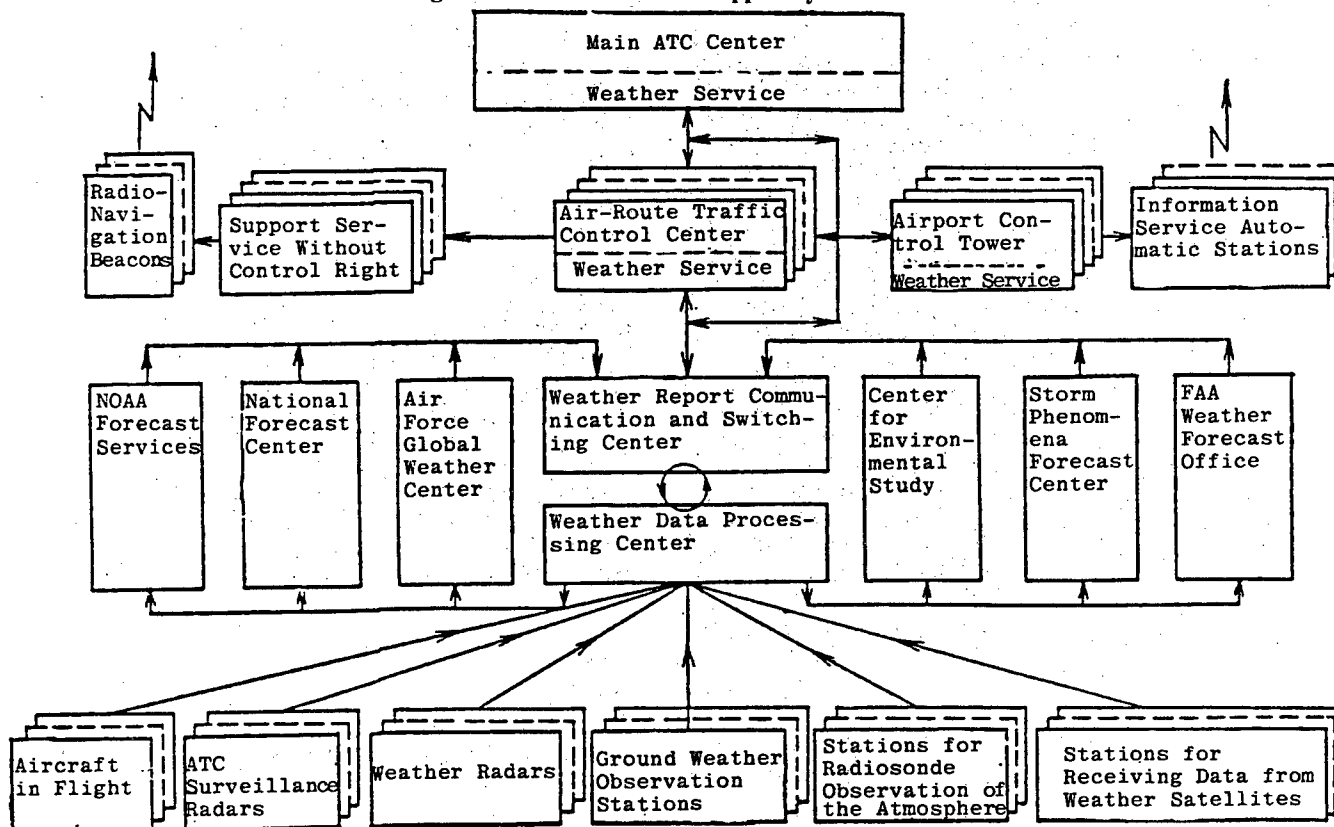 Main ATC Center
Weather Service
Radio-
Navi-
gation
Beacons
Support Ser-
vice Without
Control Right
Air-Route Traffic
Control Center
Weather Service
Airport Con-
trol Tower
Weather Service
Information
Service Auto-
matic Stations
NOAA
Forecast
Services
National
Forecast
Center
Air
Force
Global
Weather
Center
Weather Report Commu-
nication and Switch-
ing Center
Weather Data Proces-
sing Center
Center
for
Environ-
mental
Study
Storm
Phenom-
ena
Forecast
Center
FAA
Weather
Forecast
Office
Aircraft
in Flight
ATC
Surveillance
Radars
Weather Radars
Ground Weather
Observation
Stations
Stations for
Radiosonde
Observation of
the Atmosphere
Stations for
Receiving Data from
Weather Satellites